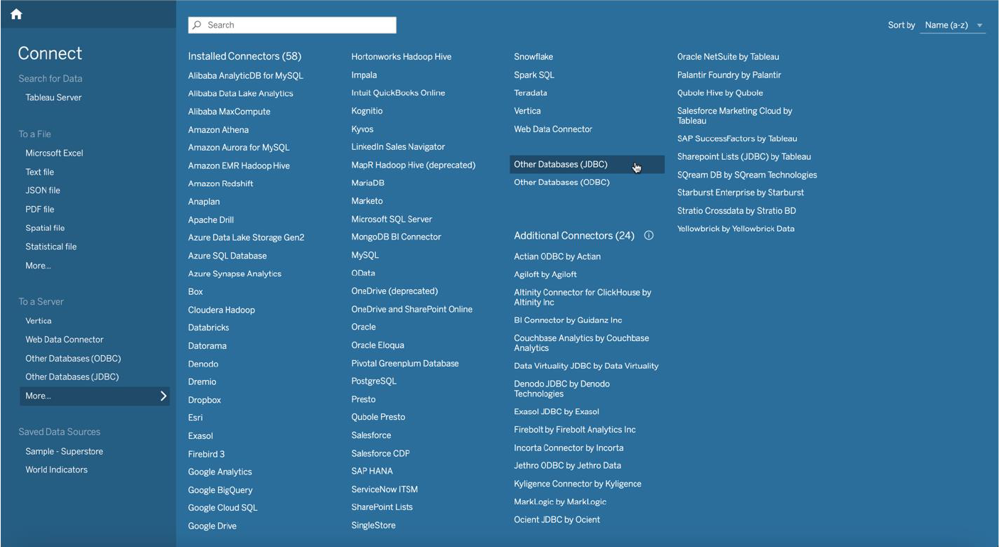 Connect
Search for Data
Tableau Server
To a File
Microsoft Excel
Text file
JSON file
PDF file
Spatial file
Statistical file
More...
To a Server
Vertica
Web Data Connector
Other Databases (ODBC)
Other Databases (JDBC)
More...
Saved Data Sources
Sample - Superstore
World Indicators
Search
Sort by Name (a-z)
Installed Connectors (58)
Alibaba AnalyticDB for MySQL
Alibaba Data Lake Analytics
Alibaba MaxCompute
Amazon Athena
Amazon Aurora for MySQL
Amazon EMR Hadoop Hive
Amazon Redshift
Anaplan
Apache Drill
Azure Data Lake Storage Gen2
Azure SQL Database
Azure Synapse Analytics
Box
Cloudera Hadoop
Databricks
Datorama
Denodo
Dremio
Dropbox
Esri
Exasol
Firebird 3
Google Analytics
Google BigQuery
Google Cloud SQL
Google Drive
Hortonworks Hadoop Hive
Impala
Intuit QuickBooks Online
Kognitio
Kyvos
LinkedIn Sales Navigator
MapR Hadoop Hive (deprecated)
MariaDB
Marketo
Microsoft SQL Server
MongoDB BI Connector
MySQL
OData
OneDrive (deprecated)
OneDrive and SharePoint Online
Oracle
Oracle Eloqua
Pivotal Greenplum Database
PostgreSQL
Presto
Qubole Presto
Salesforce
Salesforce CDP
SAP HANA
ServiceNow ITSM
SharePoint Lists
SingleStore
Snowflake
Spark SQL
Teradata
Vertica
Web Data Connector
Other Databases (JDBC)
Other Databases (ODBC)
Additional Connectors (24)
Actian ODBC by Actian
Agiloft by Agiloft
Altinity Connector for ClickHouse by
Altinity Inc
BI Connector by Guidanz Inc
Couchbase Analytics by Couchbase
Analytics
Data Virtuality JDBC by Data Virtuality
Denodo JDBC by Denodo
Technologies
Exasol JDBC by Exasol
Firebolt by Firebolt Analytics Inc
Incorta Connector by Incorta
Jethro ODBC by Jethro Data
Kyligence Connector by Kyligence
MarkLogic by MarkLogic
Ocient JDBC by Ocient
Oracle NetSuite by Tableau
Palantir Foundry by Palantir
Qubole Hive by Qubole
Salesforce Marketing Cloud by
Tableau
SAP SuccessFactors by Tableau
Sharepoint Lists (JDBC) by Tableau
SQream DB by SQream Technologies
Starburst Enterprise by Starburst
Stratio Crossdata by Stratio BD
Yellowbrick by Yellowbrick Data